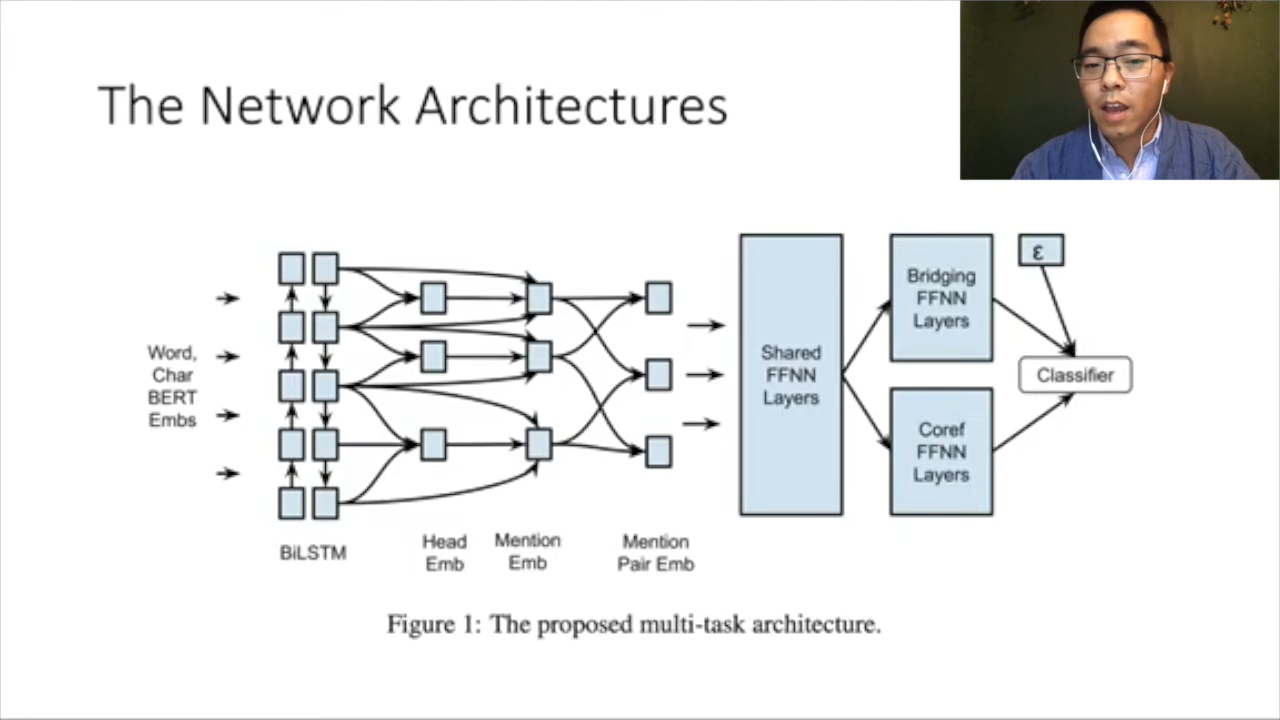 The Network Architectures
Word,
Char
BERT
Embs
BiLSTM
Head
Emb
Mention
Emb
Mention
Pair Emb
Shared
FFNN
Layers
Bridging
FFNN
Layers
Coref
FFNN
Layers
ε
Classifier
Figure 1: The proposed multi-task architecture.